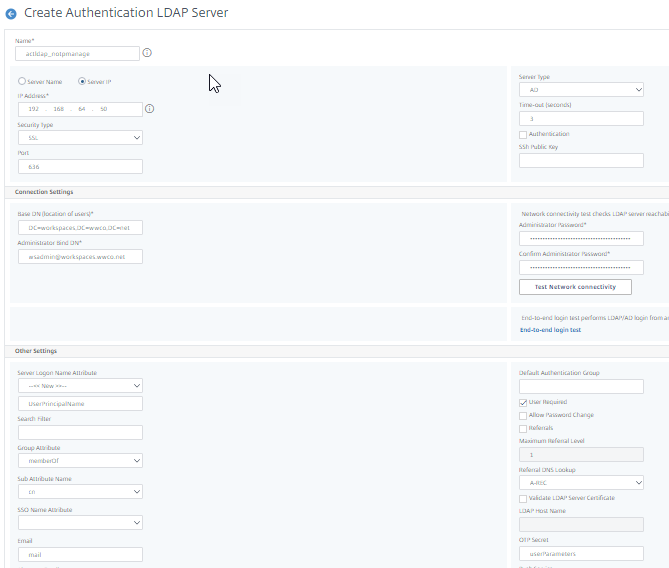 Create Authentication LDAP Server
Name*
actldap_notpmanage
Server Name Server IP
IP Address*
192 . 168 . 64 . 50
Security Type
SSL
Port
636
Server Type
AD
Time-out (seconds)
3
Authentication
SSH Public Key
Connection Settings
Base DN (location of users)*
DC=workspaces,DC=wwco,DC=net
Administrator Bind DN*
wsadmin@workspaces.wwco.net
Network connectivity test checks LDAP server reachabi
Administrator Password*
Confirm Administrator Password*
Test Network connectivity
End-to-end login test performs LDAP/AD login from a
End-to-end login test
Other Settings
Server Logon Name Attribute
--<< New >>--
UserPrincipalName
Search Filter
Group Attribute
memberOf
Sub Attribute Name
cn
SSO Name Attribute
Email
mail
Default Authentication Group
User Required
Allow Password Change
Referrals
Maximum Referral Level
1
Referral DNS Lookup
A-REC
Validate LDAP Server Certificate
LDAP Host Name
OTP Secret
userParameters